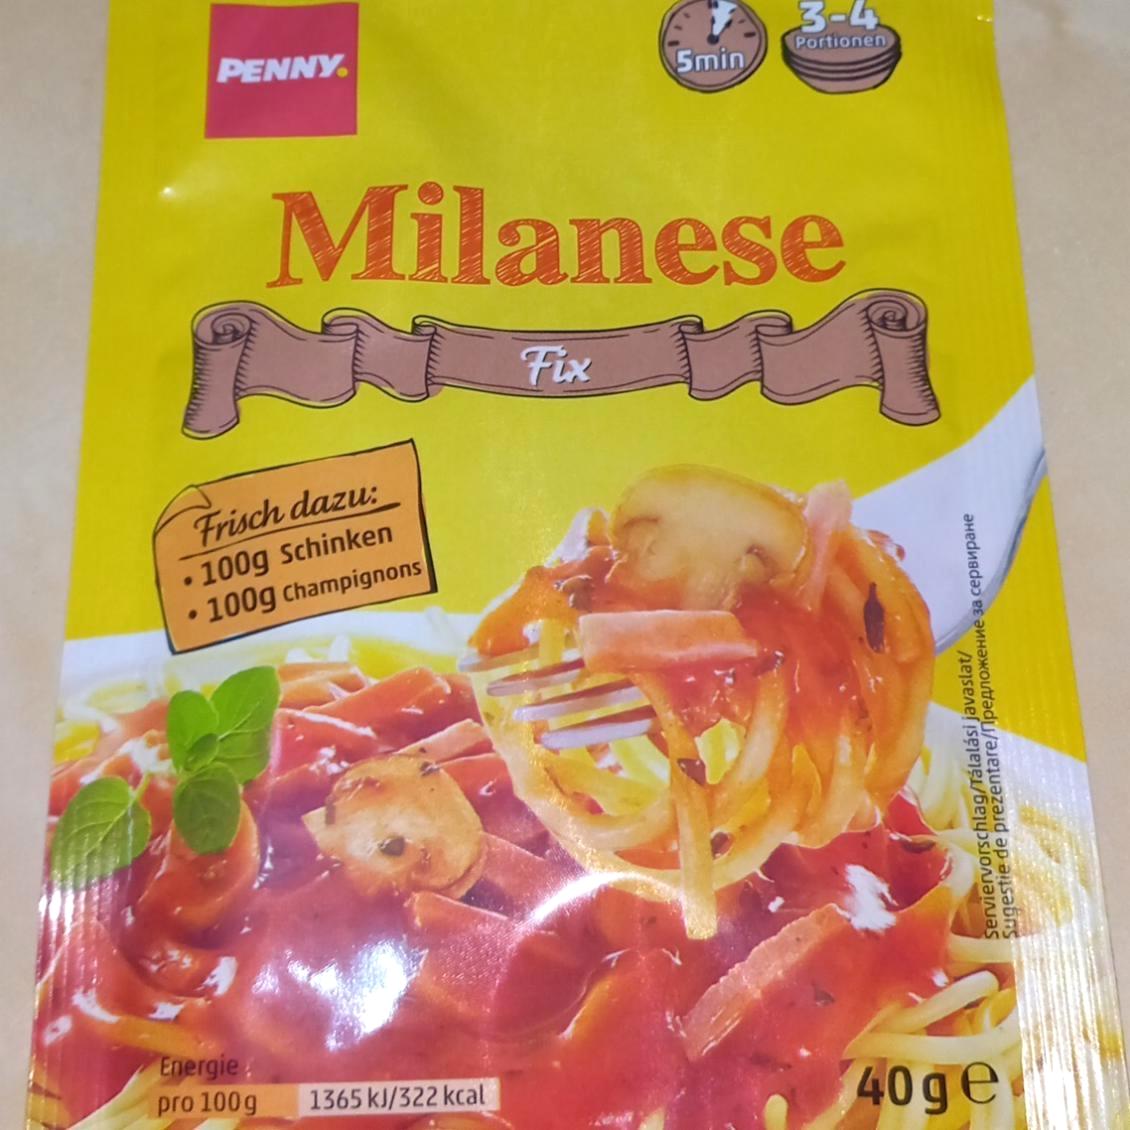 PENNY.
5min
3-4
Portionen
Milanese
Fix
Frisch dazu:
• 100g Schinken
• 100g Champignons
Serviervorschlag/Tálalási javaslat/
Sugestie de prezentare/Предложение за сервиране
Energie
pro 100g 1365 kJ/322 kcal
40 g e